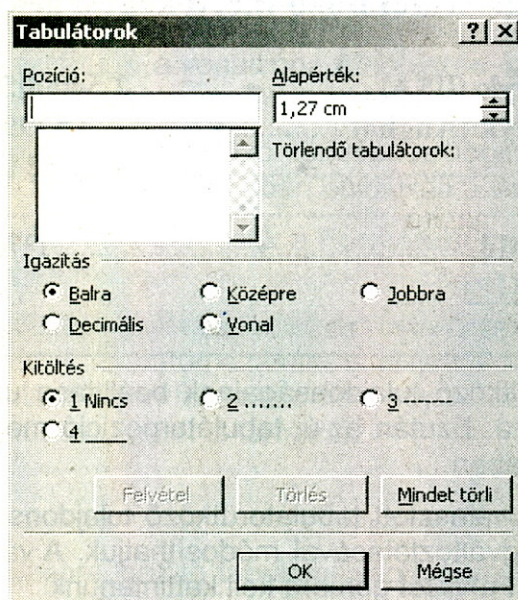 Tabulátorok
Pozíció: Alapérték:
1,27 cm
Törlendő tabulátorok:
Igazítás
Balra Középre Jobbra
Decimális Vonal
Kitöltés
1 Nincs 2 ....... 3 -------
4 ___
Felvétel Törlés Mindet törli
OK Mégse